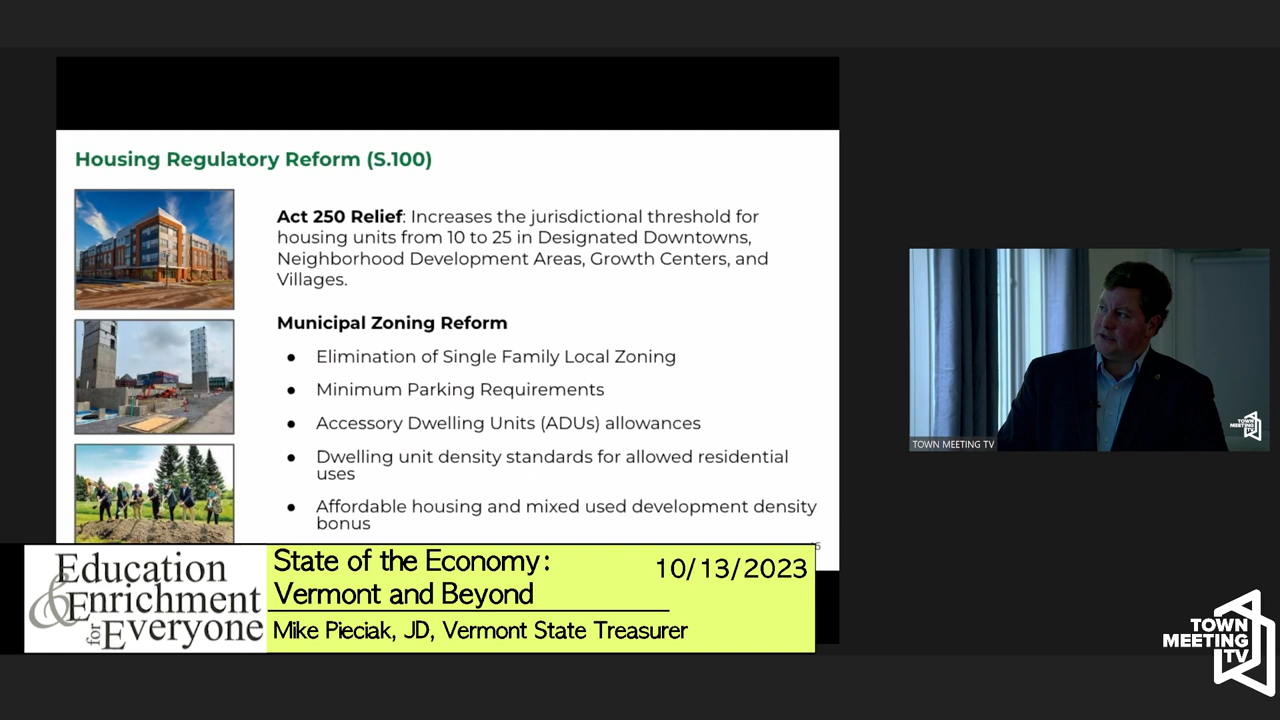 Housing Regulatory Reform (S.100)
Act 250 Relief: Increases the jurisdictional threshold for
housing units from 10 to 25 in Designated Downtowns,
Neighborhood Development Areas, Growth Centers, and
Villages.
Municipal Zoning Reform
● Elimination of Single Family Local Zoning
● Minimum Parking Requirements
● Accessory Dwelling Units (ADUs) allowances
● Dwelling unit density standards for allowed residential
uses
● Affordable housing and mixed used development density
bonus
TOWN MEETING TV
TOWN
MEETING
TV
Education
& Enrichment
for Everyone
State of the Economy:
Vermont and Beyond
10/13/2023
Mike Pieciak, JD, Vermont State Treasurer
TOWN
MEETING
TV